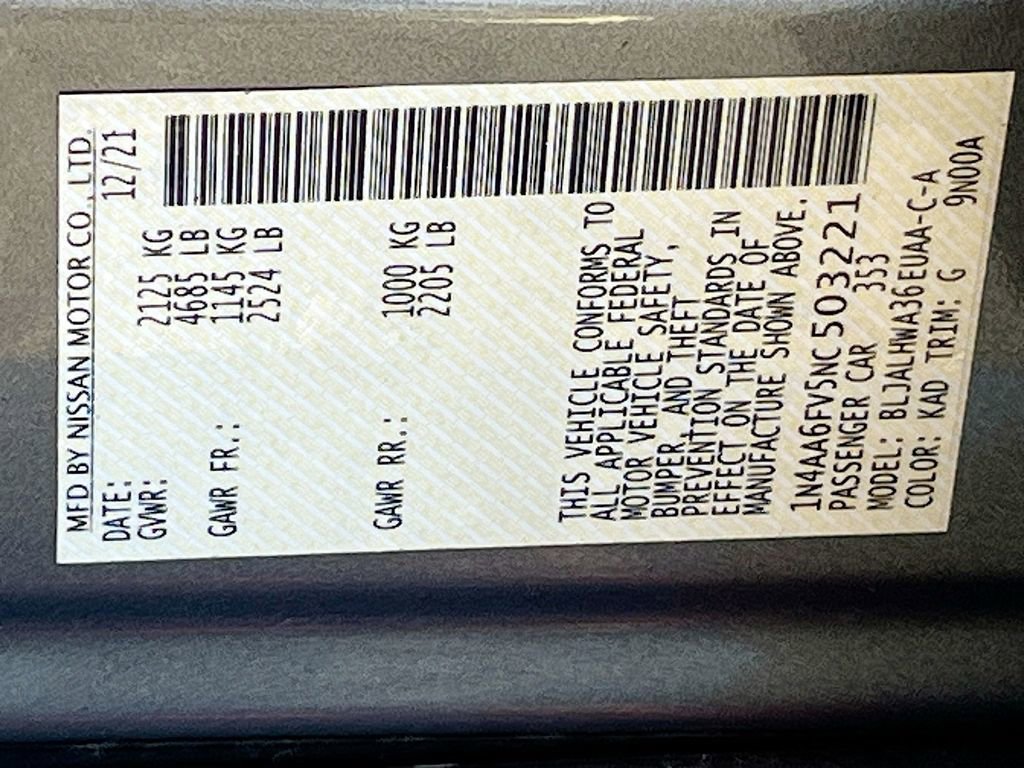 MFD BY NISSAN MOTOR CO., LTD.
DATE: 12/21
GVWR: 2125 KG
4685 LB
GAWR FR.: 1145 KG
2524 LB
GAWR RR.: 1000 KG
2205 LB
THIS VEHICLE CONFORMS TO
ALL APPLICABLE FEDERAL
MOTOR VEHICLE SAFETY,
BUMPER, AND THEFT
PREVENTION STANDARDS IN
EFFECT ON THE DATE OF
MANUFACTURE SHOWN ABOVE.
1N4AA6FV5NC503221
PASSENGER CAR 353
MODEL: BLJALHWA36EUAA-C-A
COLOR: KAD TRIM: G 9N00A